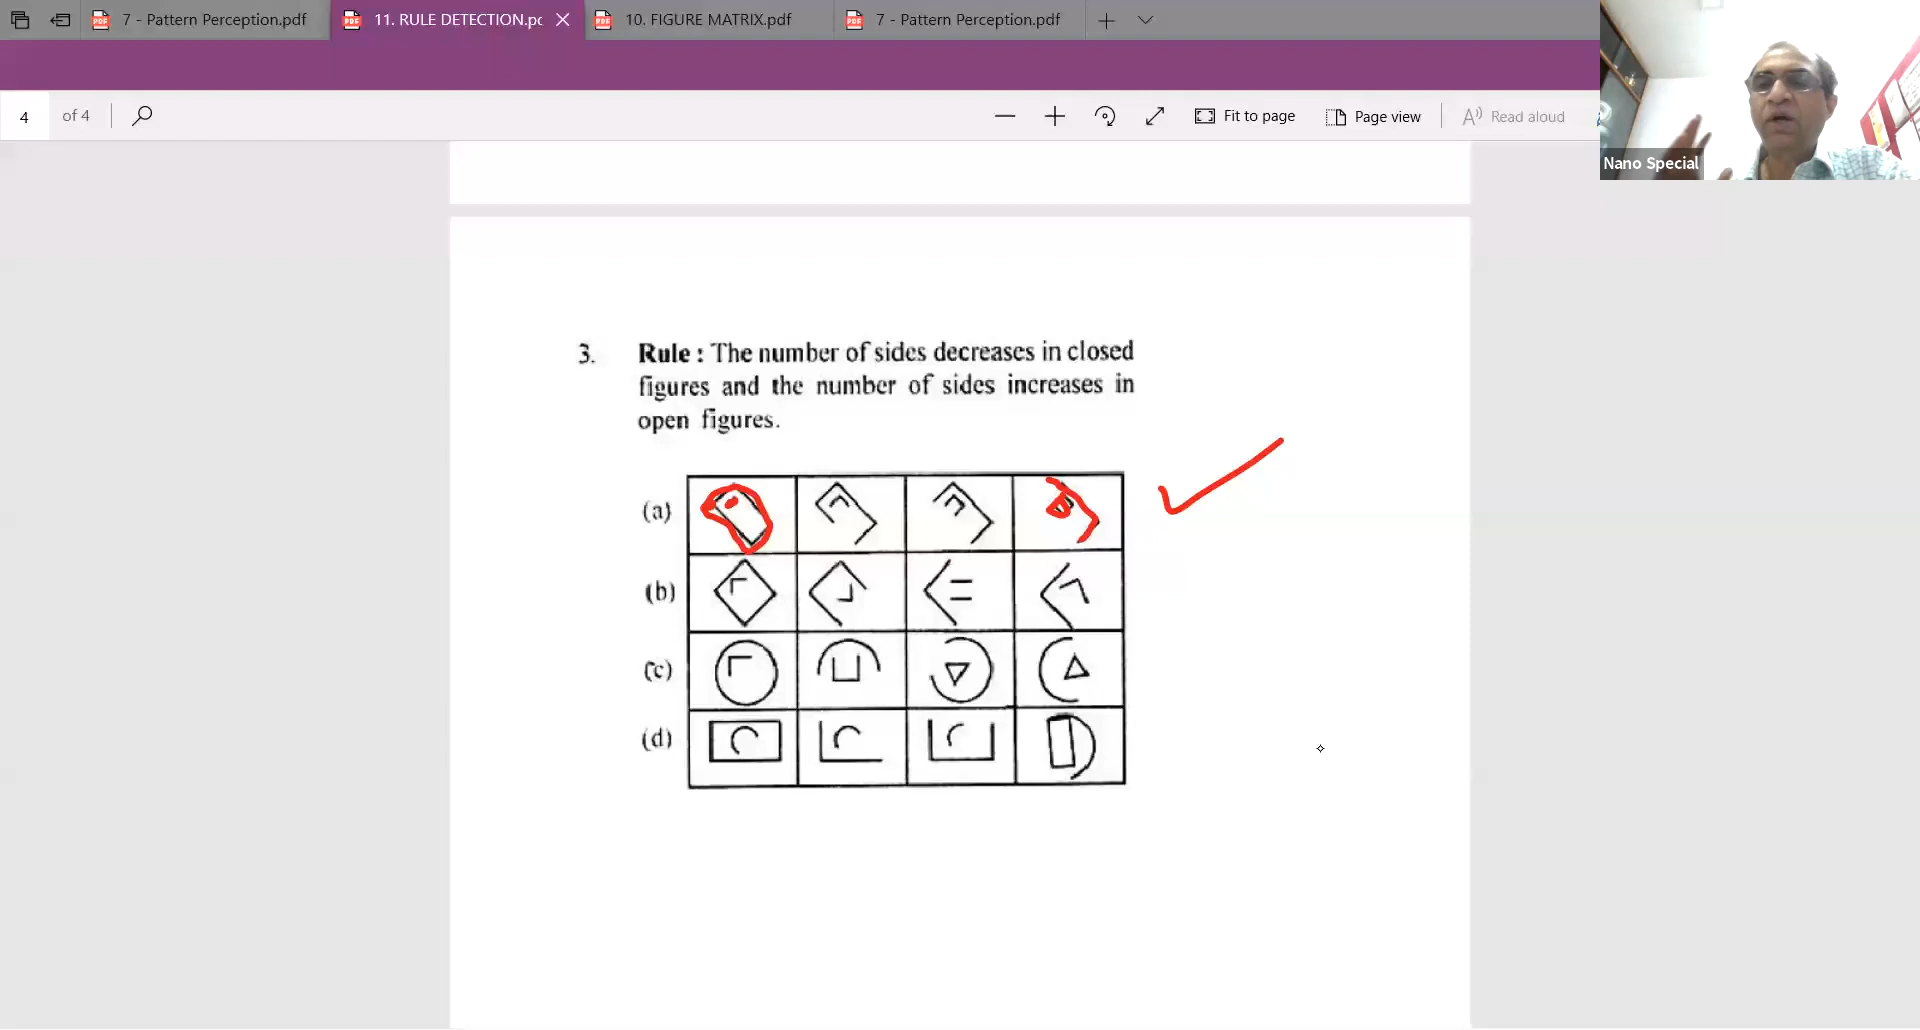 7 - Pattern Perception.pdf
11. RULE DETECTION.pc
10. FIGURE MATRIX.pdf
7 - Pattern Perception.pdf
4 of 4
Fit to page
Page view
Read aloud
Nano Special
3. Rule : The number of sides decreases in closed
figures and the number of sides increases in
open figures.
(a)
(b)
(c)
(d)